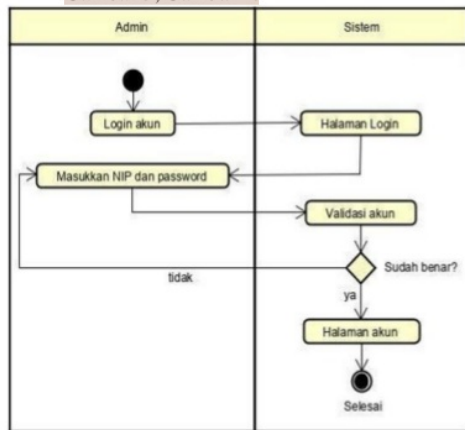 Admin
Sistem
Login akun
Halaman Login
Masukkan NIP dan password
Validasi akun
Sudah benar?
tidak
ya
Halaman akun
Selesai